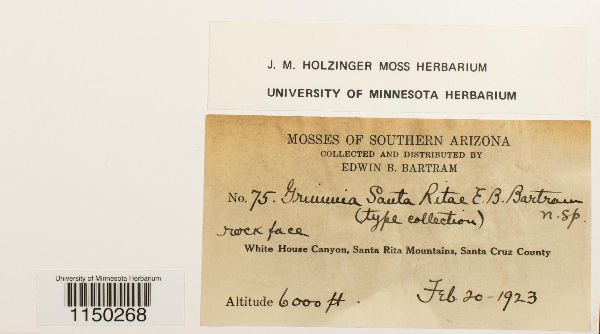 J. M. HOLZINGER MOSS HERBARIUM
UNIVERSITY OF MINNESOTA HERBARIUM
MOSSES OF SOUTHERN ARIZONA
COLLECTED AND DISTRIBUTED BY
EDWIN B. BARTRAM
No. 75. Grimmia Santa Ritae E. B. Bartram
(type collection) n. sp.
rock face
White House Canyon, Santa Rita Mountains, Santa Cruz County
Altitude 6000 ft. Feb 20-1923
University of Minnesota Herbarium
1150268